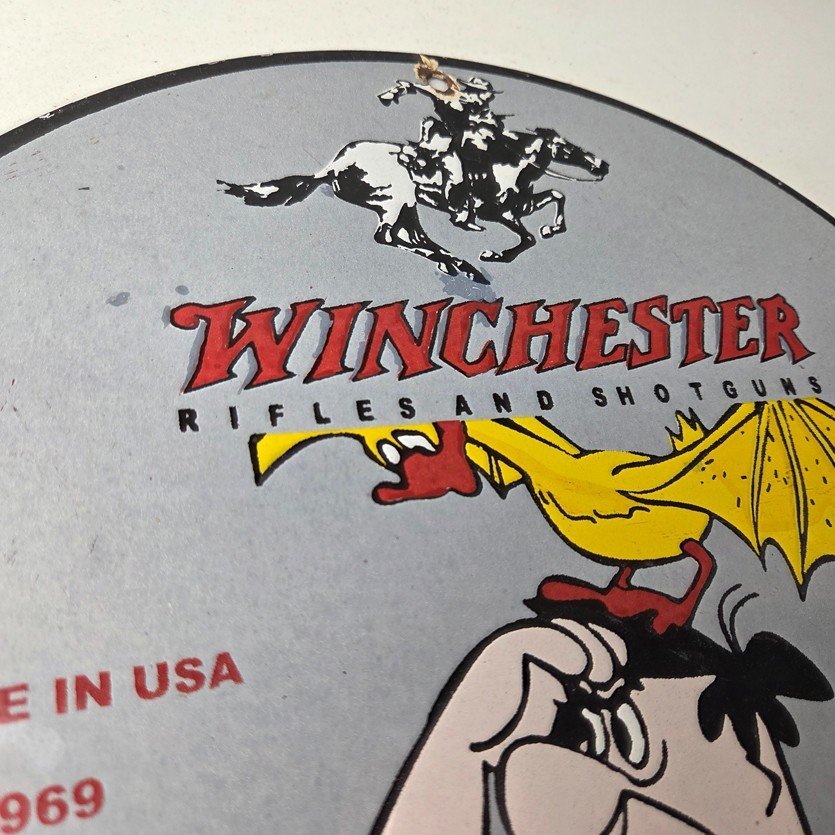 WINCHESTER
RIFLES AND SHOTGUNS
E IN USA
969